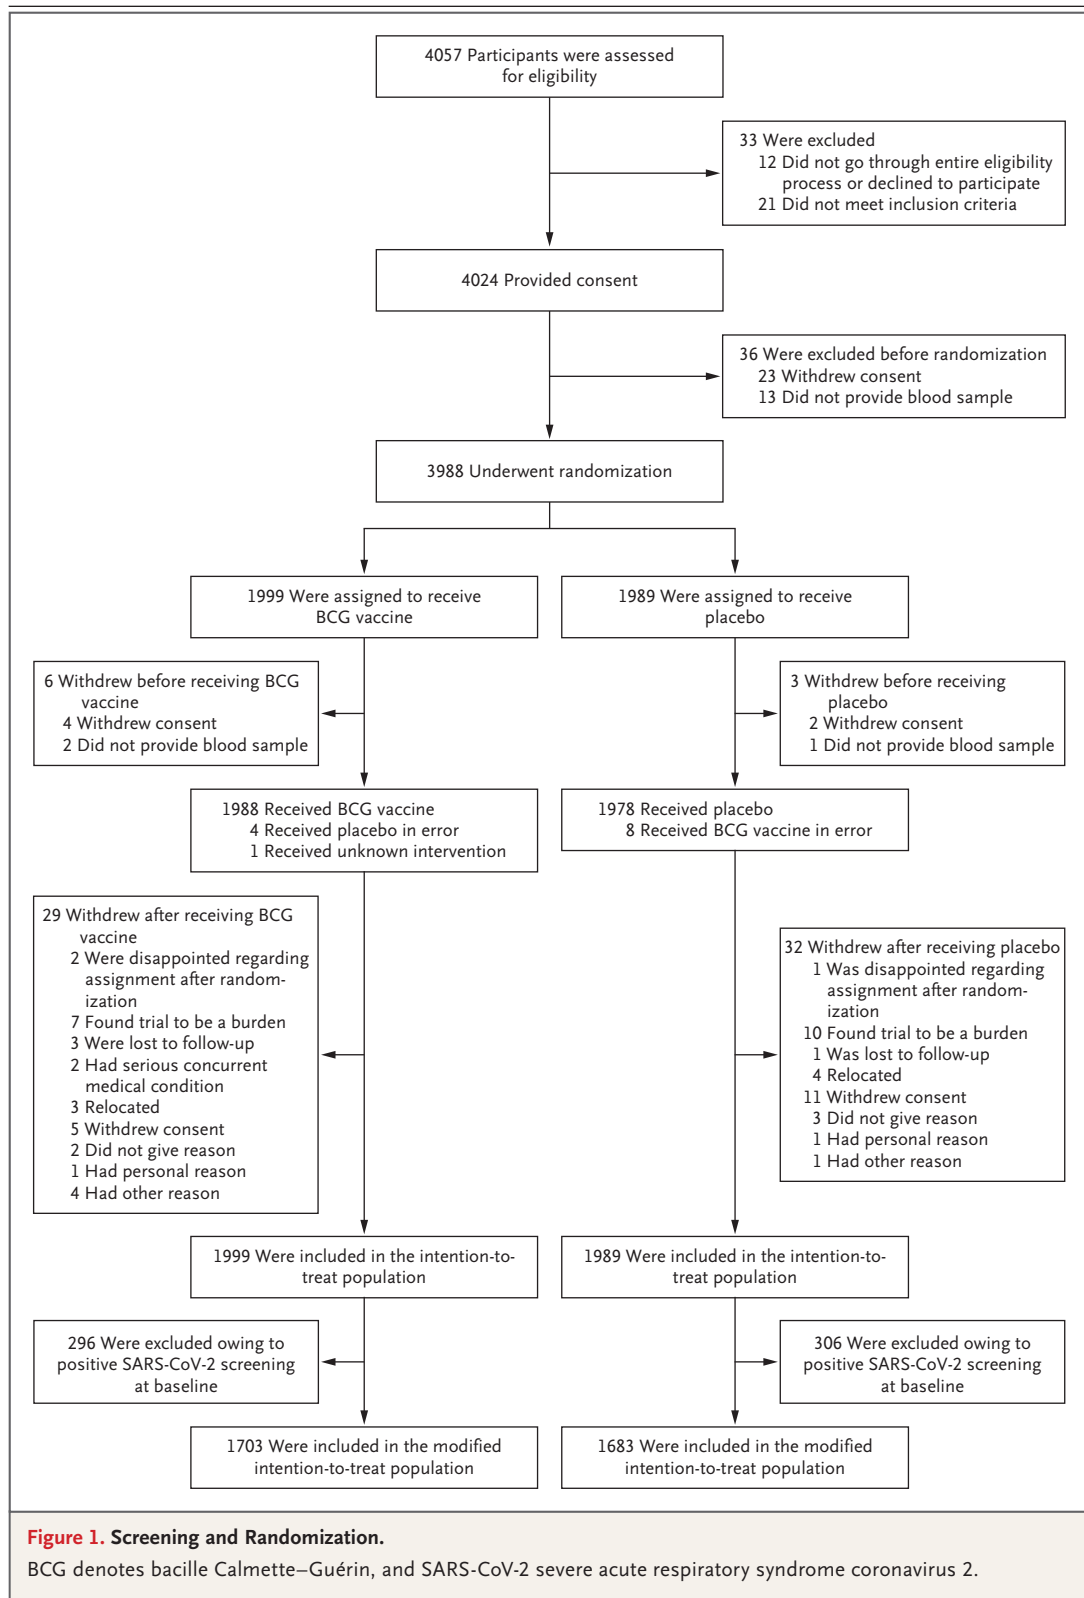 4057 Participants were assessed
for eligibility
33 Were excluded
12 Did not go through entire eligibility
process or declined to participate
21 Did not meet inclusion criteria
4024 Provided consent
36 Were excluded before randomization
23 Withdrew consent
13 Did not provide blood sample
3988 Underwent randomization
1999 Were assigned to receive
BCG vaccine
1989 Were assigned to receive
placebo
6 Withdrew before receiving BCG
vaccine
4 Withdrew consent
2 Did not provide blood sample
3 Withdrew before receiving
placebo
2 Withdrew consent
1 Did not provide blood sample
1988 Received BCG vaccine
4 Received placebo in error
1 Received unknown intervention
1978 Received placebo
8 Received BCG vaccine in error
29 Withdrew after receiving BCG
vaccine
2 Were disappointed regarding
assignment after random-
ization
7 Found trial to be a burden
3 Were lost to follow-up
2 Had serious concurrent
medical condition
3 Relocated
5 Withdrew consent
2 Did not give reason
1 Had personal reason
4 Had other reason
32 Withdrew after receiving placebo
1 Was disappointed regarding
assignment after random-
ization
10 Found trial to be a burden
1 Was lost to follow-up
4 Relocated
11 Withdrew consent
3 Did not give reason
1 Had personal reason
1 Had other reason
1999 Were included in the intention-to-
treat population
1989 Were included in the intention-to-
treat population
296 Were excluded owing to
positive SARS-CoV-2 screening
at baseline
306 Were excluded owing to
positive SARS-CoV-2 screening
at baseline
1703 Were included in the modified
intention-to-treat population
1683 Were included in the modified
intention-to-treat population
Figure 1. Screening and Randomization.
BCG denotes bacille Calmette–Guérin, and SARS-CoV-2 severe acute respiratory syndrome coronavirus 2.